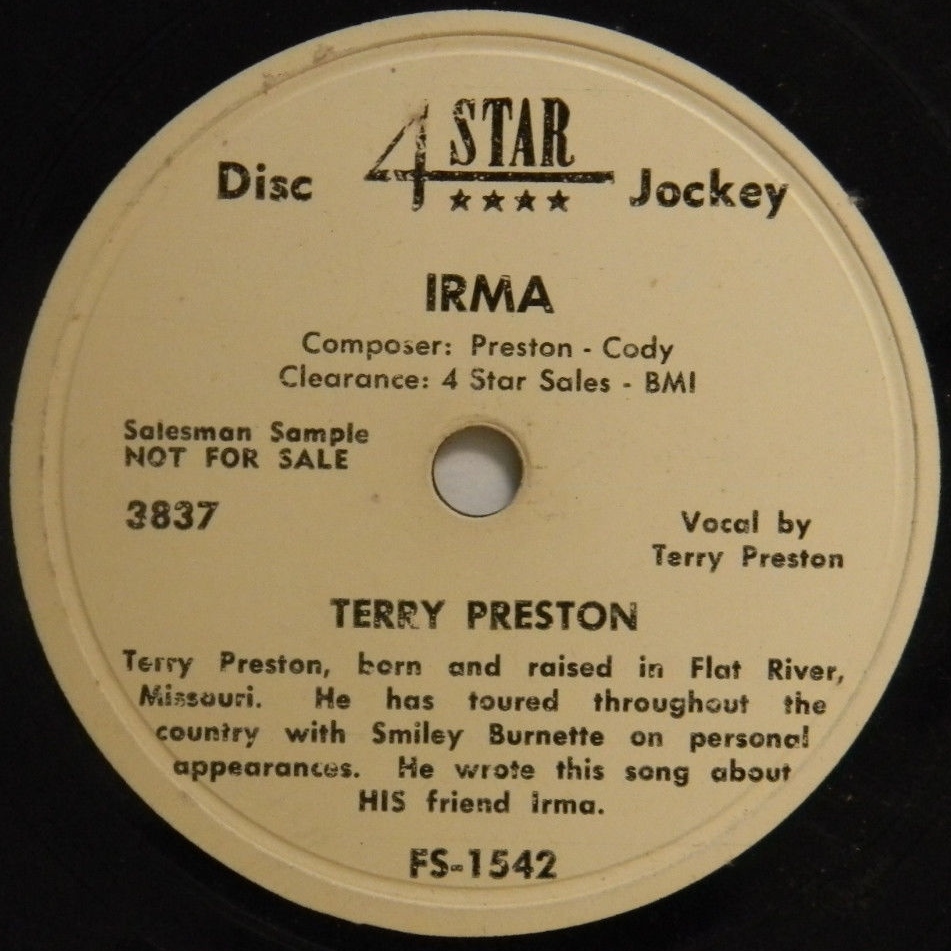 4 STAR
Disc Jockey
★★★★
IRMA
Composer: Preston - Cody
Clearance: 4 Star Sales - BMI
Salesman Sample
NOT FOR SALE
3837
Vocal by
Terry Preston
TERRY PRESTON
Terry Preston, born and raised in Flat River,
Missouri. He has toured throughout the
country with Smiley Burnette on personal
appearances. He wrote this song about
HIS friend Irma.
FS-1542